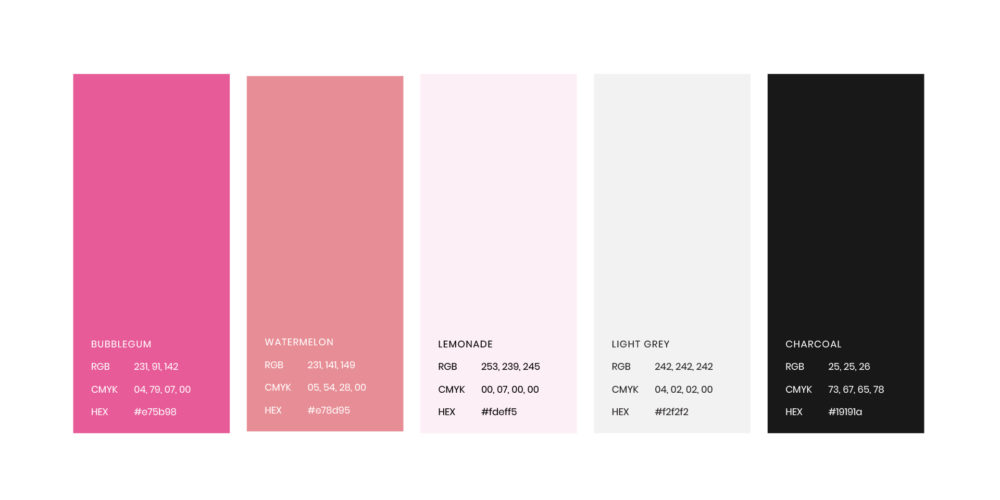 BUBBLEGUM
RGB 231, 91, 142
CMYK 04, 79, 07, 00
HEX #e75b98
WATERMELON
RGB 231, 141, 149
CMYK 05, 54, 28, 00
HEX #e78d95
LEMONADE
RGB 253, 239, 245
CMYK 00, 07, 00, 00
HEX #fdeff5
LIGHT GREY
RGB 242, 242, 242
CMYK 04, 02, 02, 00
HEX #f2f2f2
CHARCOAL
RGB 25, 25, 26
CMYK 73, 67, 65, 78
HEX #19191a